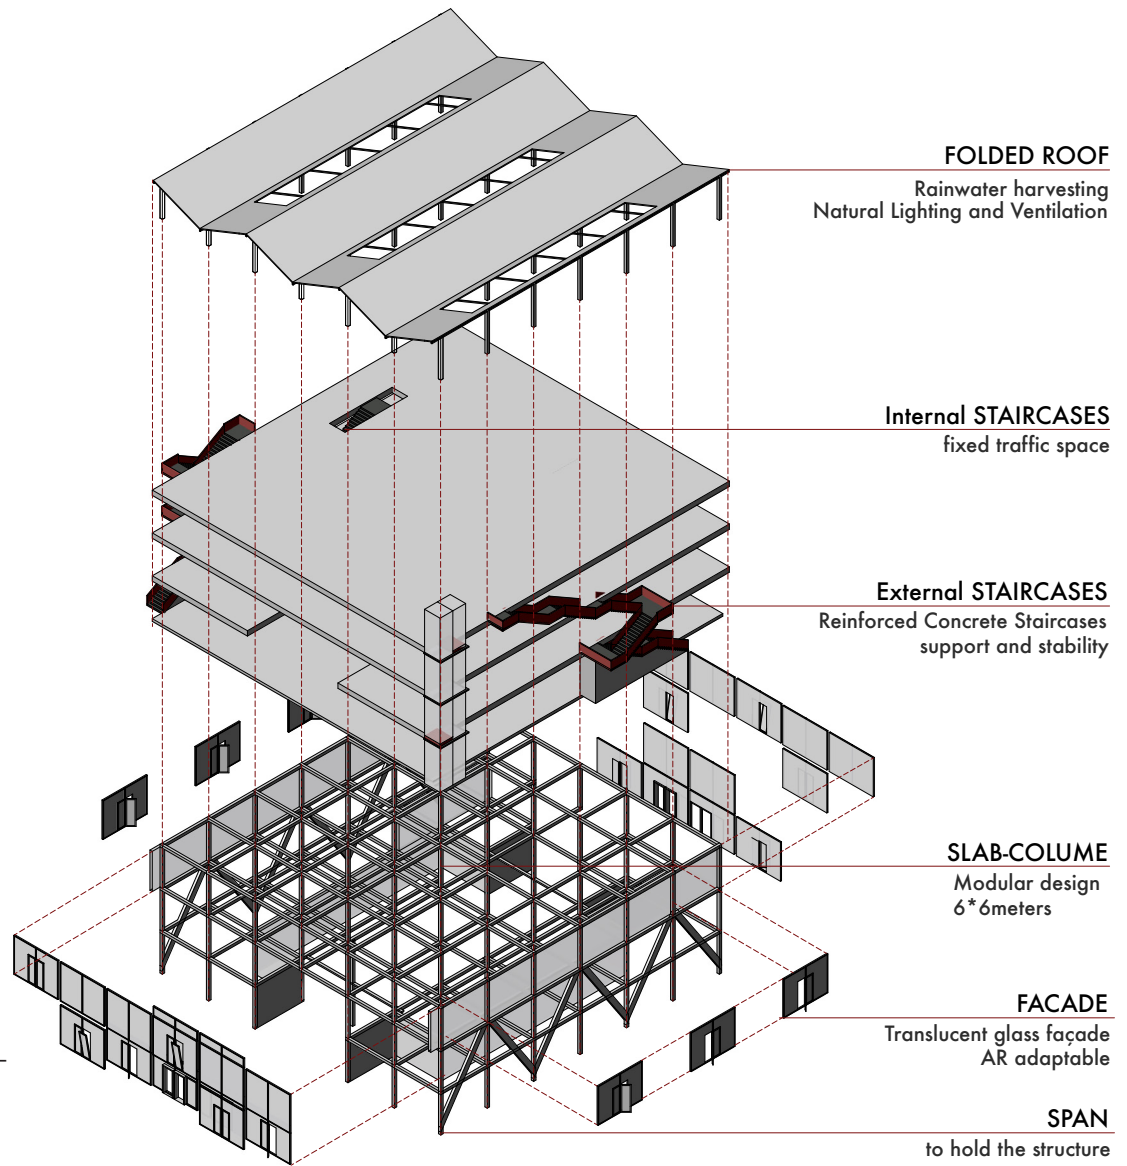 FOLDED ROOF
Rainwater harvesting
Natural Lighting and Ventilation
Internal STAIRCASES
fixed traffic space
External STAIRCASES
Reinforced Concrete Staircases
support and stability
SLAB-COLUME
Modular design
6*6meters
FACADE
Translucent glass façade
AR adaptable
SPAN
to hold the structure